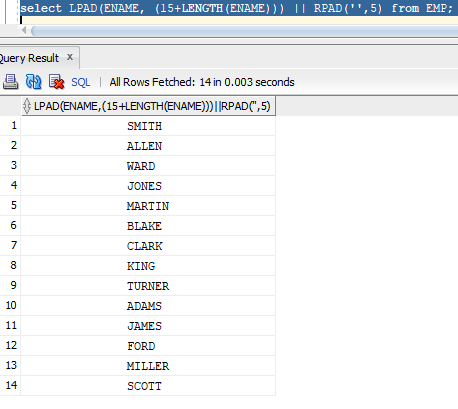 select LPAD(ENAME, (15+LENGTH(ENAME))) || RPAD('',5) from EMP;
Query Result x
SQL | All Rows Fetched: 14 in 0.003 seconds
LPAD(ENAME,(15+LENGTH(ENAME)))||RPAD(",5)
1 SMITH
2 ALLEN
3 WARD
4 JONES
5 MARTIN
6 BLAKE
7 CLARK
8 KING
9 TURNER
10 ADAMS
11 JAMES
12 FORD
13 MILLER
14 SCOTT